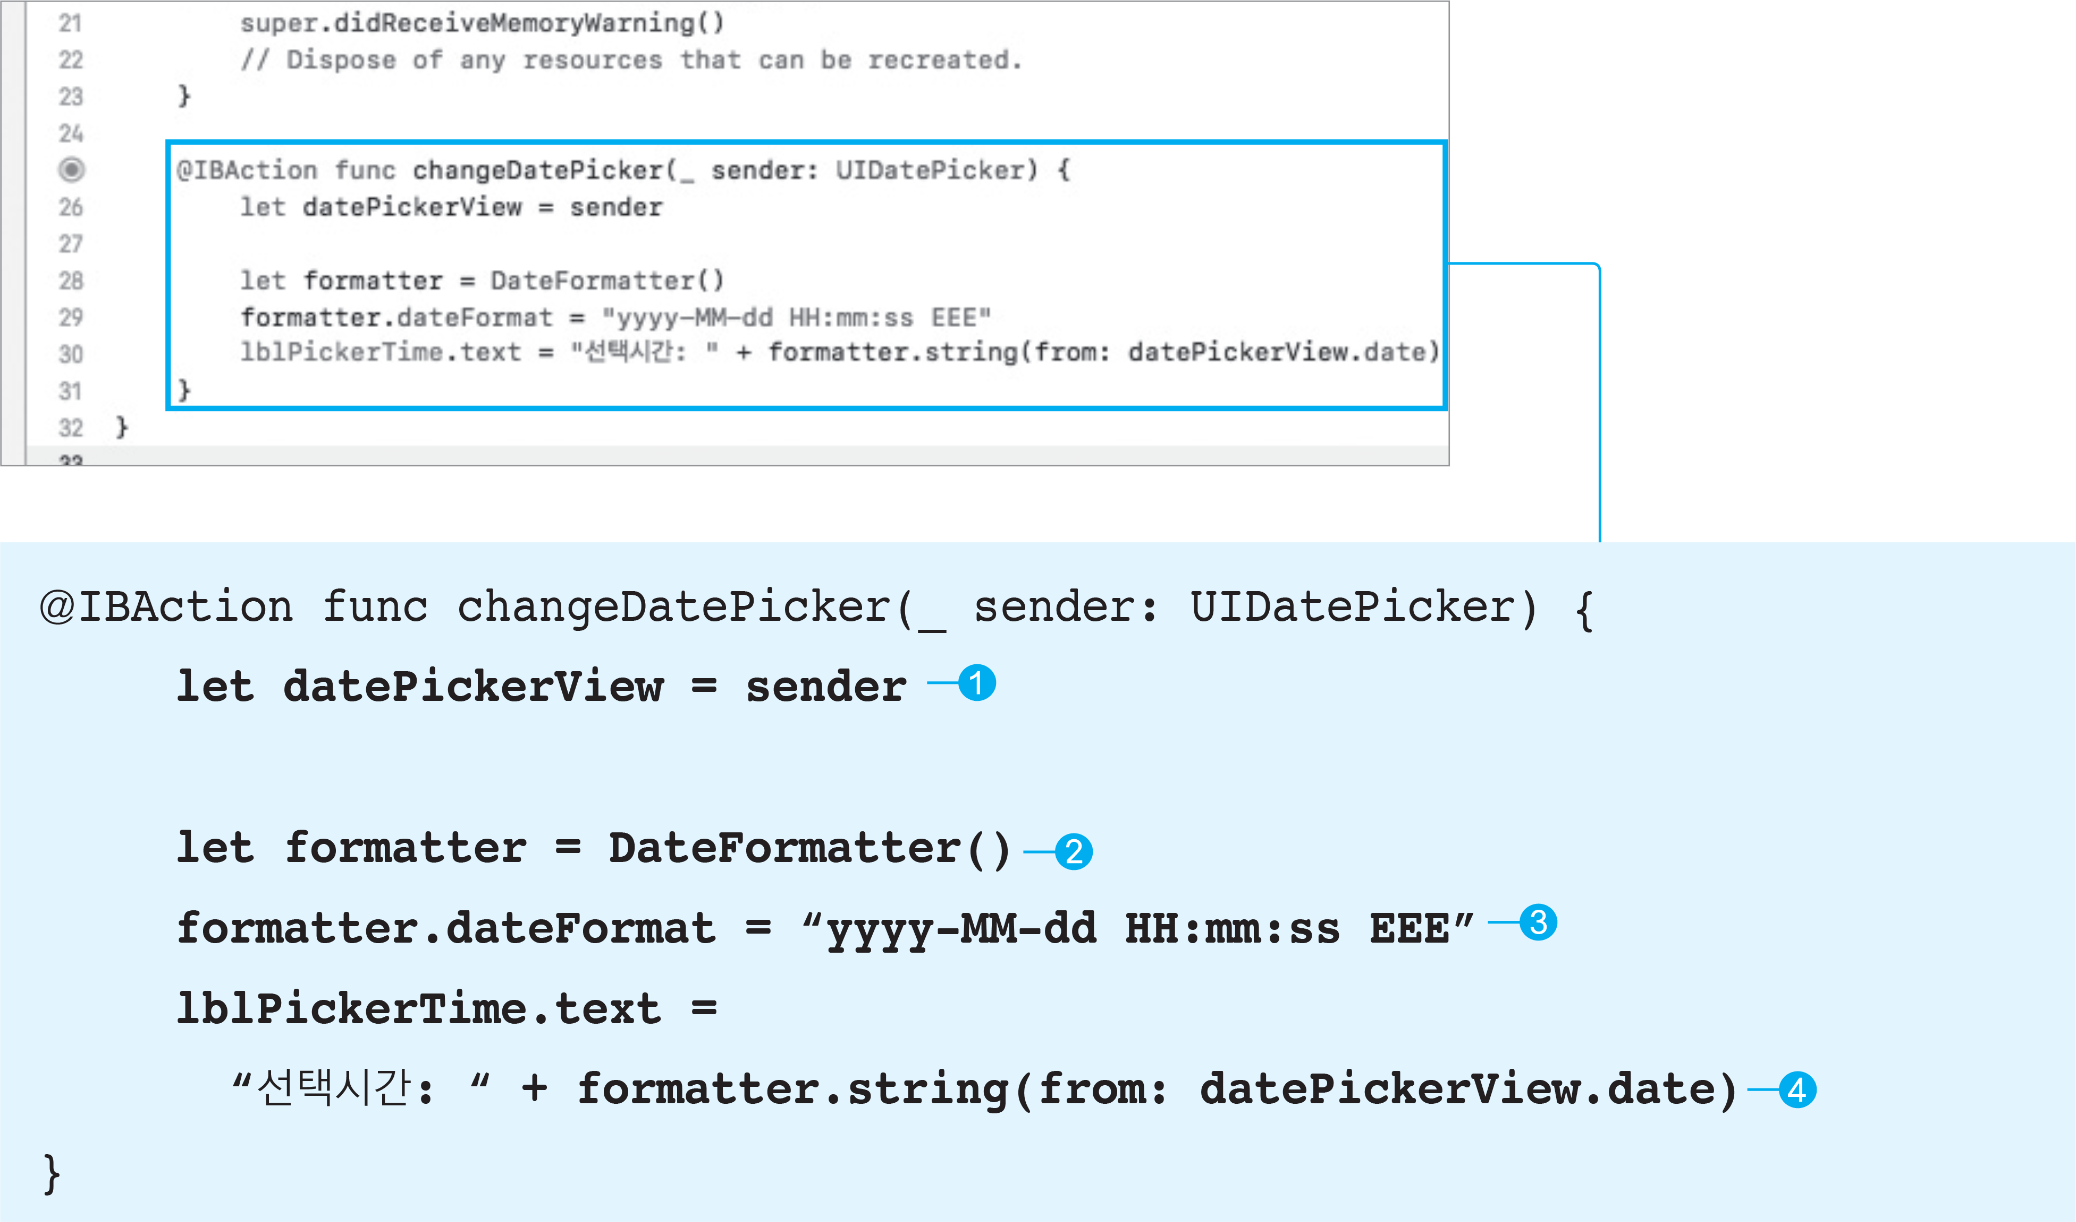 21 super.didReceiveMemoryWarning()
22 // Dispose of any resources that can be recreated.
23 }
24
@IBAction func changeDatePicker(_ sender: UIDatePicker) {
26 let datePickerView = sender
27
28 let formatter = DateFormatter()
29 formatter.dateFormat = "yyyy-MM-dd HH:mm:ss EEE"
30 lblPickerTime.text = "선택시간: " + formatter.string(from: datePickerView.date)
31 }
32 }
33
@IBAction func changeDatePicker(_ sender: UIDatePicker) {
let datePickerView = sender 1
let formatter = DateFormatter() 2
formatter.dateFormat = “yyyy-MM-dd HH:mm:ss EEE” 3
lblPickerTime.text =
“선택시간: “ + formatter.string(from: datePickerView.date) 4
}